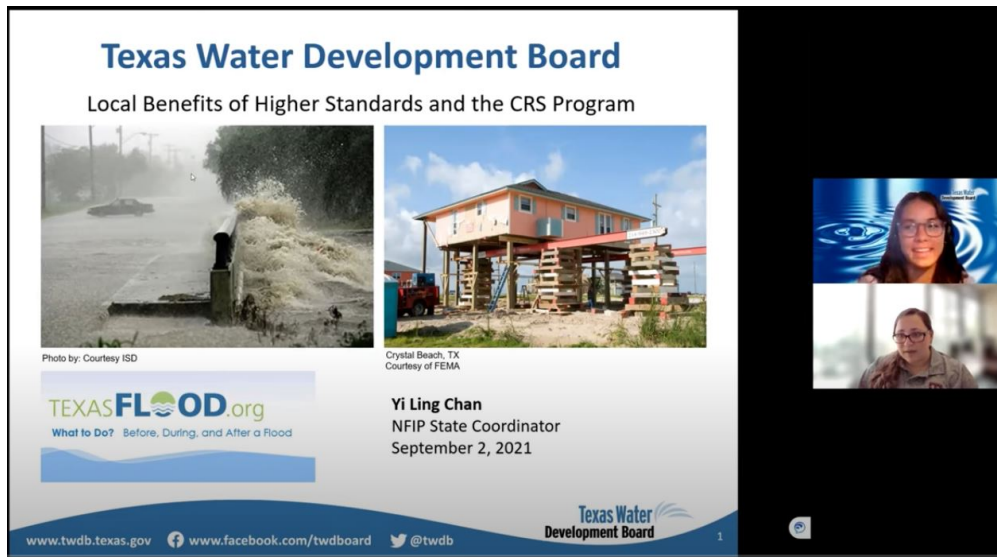 Texas Water Development Board
Local Benefits of Higher Standards and the CRS Program
Photo by: Courtesy ISD
Crystal Beach, TX
Courtesy of FEMA
TEXASFLOOD.org
What to Do? Before, During, and After a Flood
Yi Ling Chan
NFIP State Coordinator
September 2, 2021
www.twdb.texas.gov
www.facebook.com/twdboard
@twdb
Texas Water
Development Board
1
Texas Water
Development Board